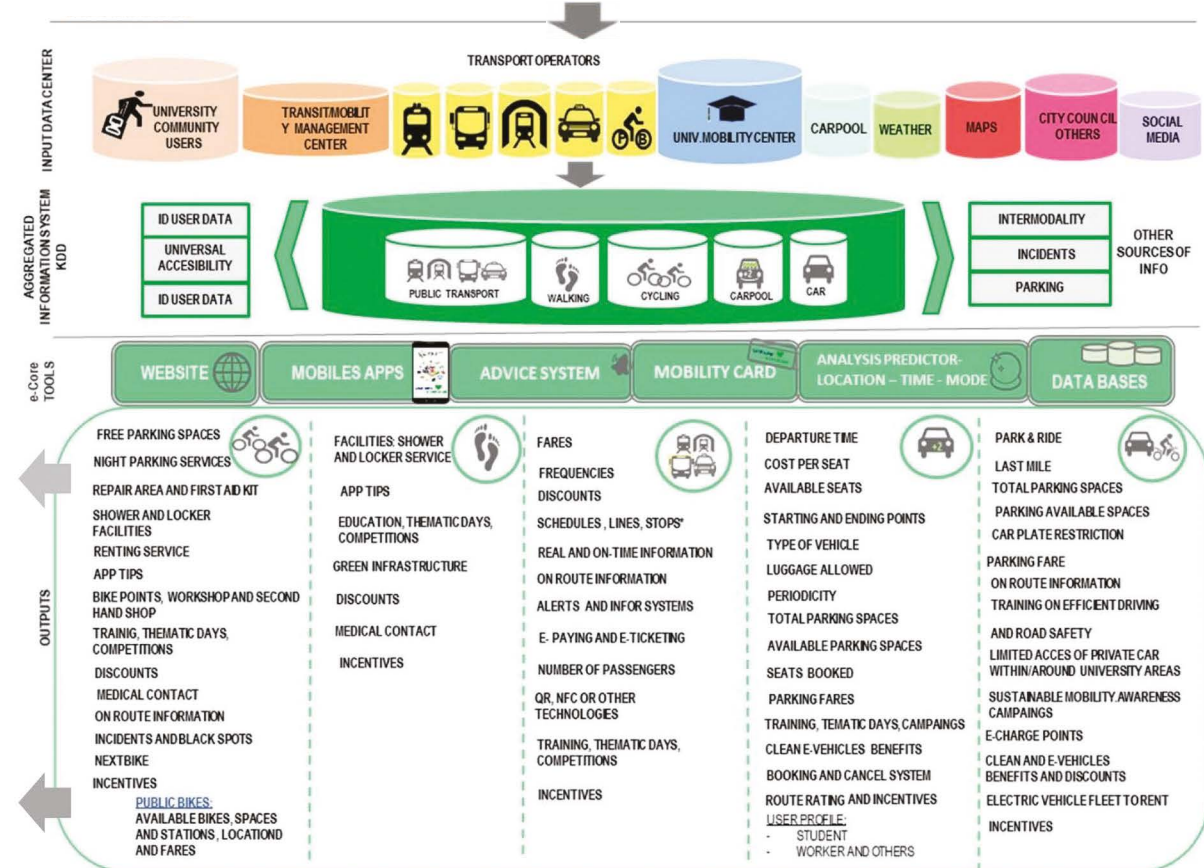 TRANSPORT OPERATORS
INPUT DATA CENTER
UNIVERSITY
COMMUNITY
USERS
TRANSIT/MOBILIT
Y MANAGEMENT
CENTER
P B
UNIV.MOBILITY CENTER
CARPOOL
WEATHER
MAPS
CITY COUNCIL
OTHERS
SOCIAL
MEDIA
AGGREGATED
INFORMATION SYSTEM
KDD
ID USER DATA
UNIVERSAL
ACCESIBILITY
ID USER DATA
PUBLIC TRANSPORT
WALKING
CYCLING
+2
CARPOOL
CAR
INTERMODALITY
INCIDENTS
PARKING
OTHER
SOURCES OF
INFO
e-Core
TOOLS
WEBSITE
MOBILES APPS
ADVICE SYSTEM
MOBILITY CARD
ANALYSIS PREDICTOR-
LOCATION – TIME - MODE
DATA BASES
OUTPUTS
FREE PARKING SPACES
NIGHT PARKING SERVICES
REPAIR AREA AND FIRST AID KIT
SHOWER AND LOCKER
FACILITIES
RENTING SERVICE
APP TIPS
BIKE POINTS, WORKSHOP AND SECOND
HAND SHOP
TRAINIG, THEMATIC DAYS,
COMPETITIONS
DISCOUNTS
MEDICAL CONTACT
ON ROUTE INFORMATION
INCIDENTS AND BLACK SPOTS
NEXTBIKE
INCENTIVES
PUBLIC BIKES:
AVAILABLE BIKES, SPACES
AND STATIONS, LOCATIOND
AND FARES
FACILITIES: SHOWER
AND LOCKER SERVICE
APP TIPS
EDUCATION, THEMATIC DAYS,
COMPETITIONS
GREEN INFRASTRUCTURE
DISCOUNTS
MEDICAL CONTACT
INCENTIVES
FARES
FREQUENCIES
DISCOUNTS
SCHEDULES , LINES, STOPS"
REAL AND ON-TIME INFORMATION
ON ROUTE INFORMATION
ALERTS AND INFOR SYSTEMS
E- PAYING AND E-TICKETING
NUMBER OF PASSENGERS
QR, NFC OR OTHER
TECHNOLOGIES
TRAINING, THEMATIC DAYS,
COMPETITIONS
INCENTIVES
+2
DEPARTURE TIME
COST PER SEAT
AVAILABLE SEATS
STARTING AND ENDING POINTS
TYPE OF VEHICLE
LUGGAGE ALLOWED
PERIODICITY
TOTAL PARKING SPACES
AVAILABLE PARKING SPACES
SEATS BOOKED
PARKING FARES
TRAINING, TEMATIC DAYS, CAMPAINGS
CLEAN E-VEHICLES BENEFITS
BOOKING AND CANCEL SYSTEM
ROUTE RATING AND INCENTIVES
USER PROFILE:
- STUDENT
- WORKER AND OTHERS
PARK & RIDE
LAST MILE
TOTAL PARKING SPACES
PARKING AVAILABLE SPACES
CAR PLATE RESTRICTION
PARKING FARE
ON ROUTE INFORMATION
TRAINING ON EFFICIENT DRIVING
AND ROAD SAFETY
LIMITED ACCES OF PRIVATE CAR
WITHIN/AROUND UNIVERSITY AREAS
SUSTAINABLE MOBILITY.AWARENESS
CAMPAINGS
E-CHARGE POINTS
CLEAN AND E-VEHICLES
BENEFITS AND DISCOUNTS
ELECTRIC VEHICLE FLEET TO RENT
INCENTIVES